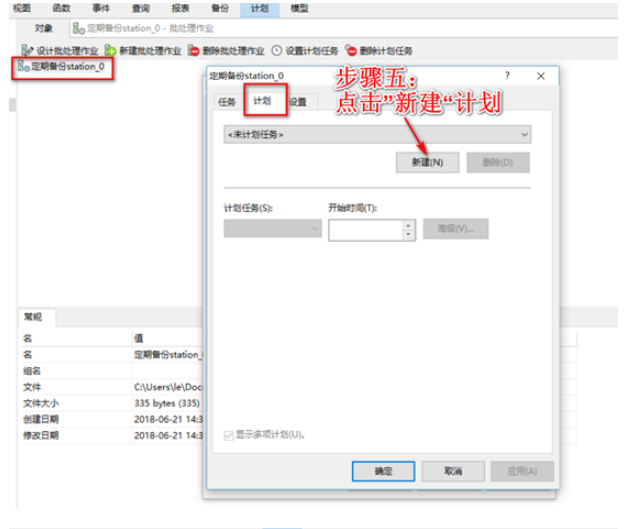 视图 函数 事件 查询 报表 备份 计划 模型
对象 定期备份station_0 - 批处理作业
设计批处理作业 新建批处理作业 删除批处理作业 设置计划任务 删除计划任务
定期备份station_0
定期备份station_0 ? ×
步骤五：
点击"新建“计划
任务 计划 设置
<未计划任务>
新建(N) 删除(D)
计划任务(S): 开始时间(T):
高级(V)...
显示多项计划(U)。
确定 取消 应用(A)
常规
名 值
名 定期备份station_
组名
文件 C:\Users\le\Doc
文件大小 335 bytes (335)
创建日期 2018-06-21 14:3
修改日期 2018-06-21 14:3